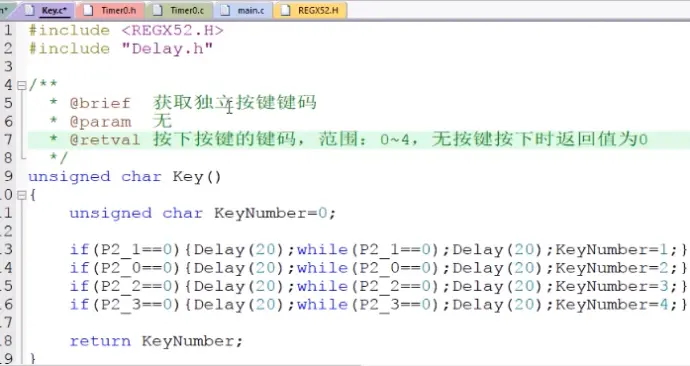 Key.c* Timer0.h Timer0.c main.c REGX52.H
1 #include <REGX52.H>
2 #include "Delay.h"
3
4 /**
5 * @brief 获取独立按键键码
6 * @param 无
7 * @retval 按下按键的键码，范围：0~4，无按键按下时返回值为0
8 */
9 unsigned char Key()
10 {
11 unsigned char KeyNumber=0;
12
13 if(P2_1==0){Delay(20);while(P2_1==0);Delay(20);KeyNumber=1;}
14 if(P2_0==0){Delay(20);while(P2_0==0);Delay(20);KeyNumber=2;}
15 if(P2_2==0){Delay(20);while(P2_2==0);Delay(20);KeyNumber=3;}
16 if(P2_3==0){Delay(20);while(P2_3==0);Delay(20);KeyNumber=4;}
17
18 return KeyNumber;
19 }